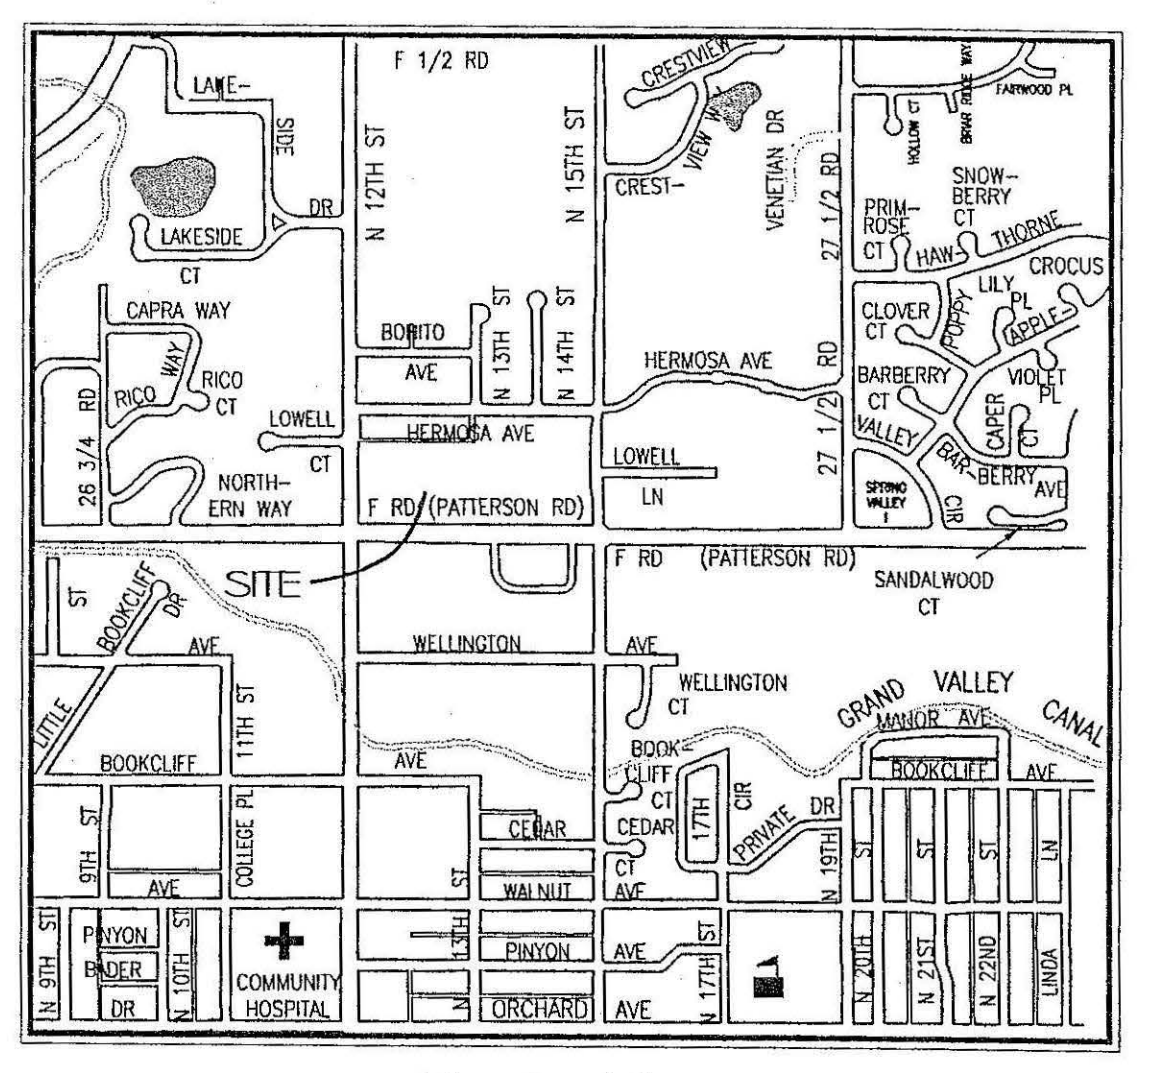 F 1/2 RD
CRESTVIEW
LAKE-
SIDE
DR
N 12TH ST
N 15TH ST
CREST-
VIEW
VENETIAN DR
27 1/2 RD
HOLLOW CT
BRIAR RIDGE WAY
FAIRWOOD PL
SNOW-
BERRY
CT
PRIM-
ROSE
CT
HAW-
THORNE
LAKESIDE
CT
CROCUS
LILY
PL
POPPY
APPLE-
CLOVER
CT
CAPRA WAY
BONITO
AVE
N 13TH ST
N 14TH ST
HERMOSA AVE
WAY
RICO
RICO
CT
BARBERRY
CT
VIOLET
PL
VALLEY
CAPER
CT
26 3/4 RD
LOWELL
CT
HERMOSA AVE
27 1/2 RD
BAR-
BERRY
AVE
LOWELL
LN
NORTH-
ERN WAY
SPRING
VALLEY
1
CIR
F RD (PATTERSON RD)
F RD (PATTERSON RD)
SANDALWOOD
CT
SITE
ST
BOOKCLIFF
DR
AVE
WELLINGTON
AVE
WELLINGTON
CT
GRAND VALLEY CANAL
MANOR AVE
LITTLE
11TH ST
BOOKCLIFF
AVE
BOOK-
CLIFF
CT
BOOKCLIFF
AVE
17TH
CIR
PRIVATE
DR
9TH ST
COLLEGE PL
CEDAR
CEDAR
CT
N 19TH
ST
ST
ST
LN
AVE
ST
WALNUT
AVE
N 9TH ST
PINYON
BADER
DR
N 10TH ST
COMMUNITY
HOSPITAL
N 13TH
PINYON
AVE
ORCHARD
AVE
N 17TH ST
N 20TH
N 21ST
N 22ND
LINDA